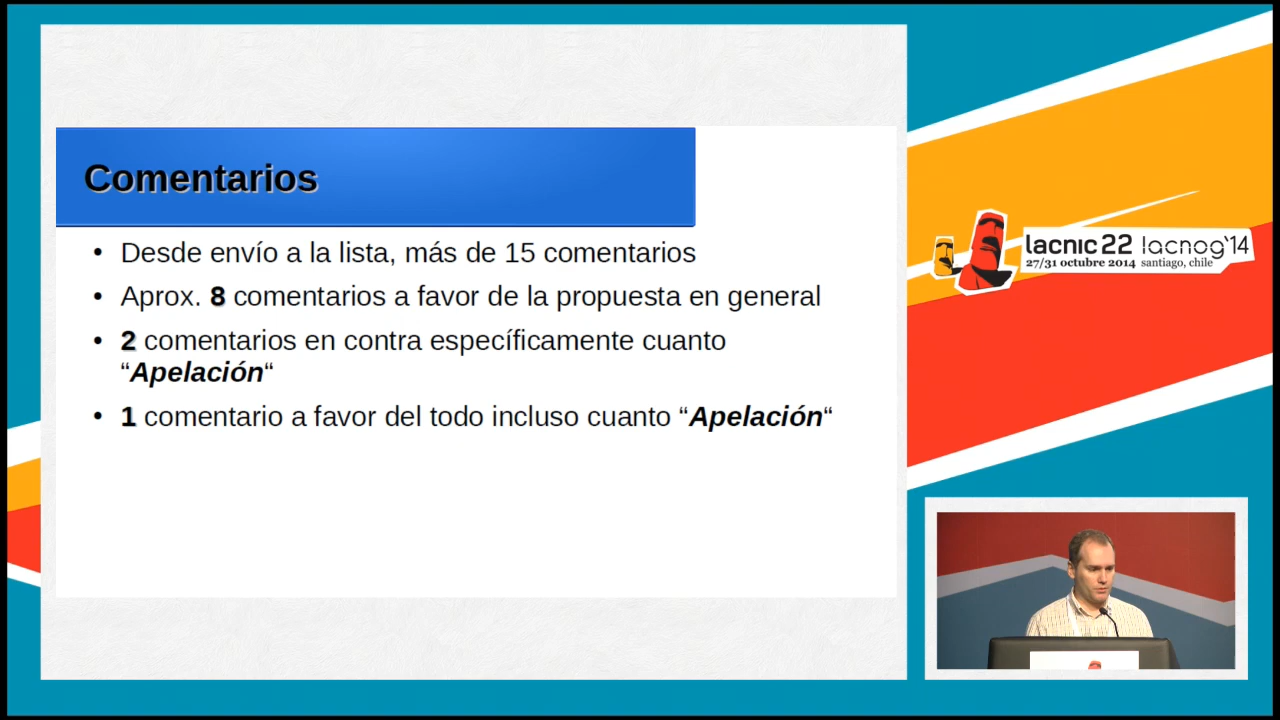 Comentarios
• Desde envío a la lista, más de 15 comentarios
• Aprox. 8 comentarios a favor de la propuesta en general
• 2 comentarios en contra específicamente cuanto
“Apelación“
• 1 comentario a favor del todo incluso cuanto “Apelación“
lacnic 22 lacnog'14
27/31 octubre 2014 santiago, chile